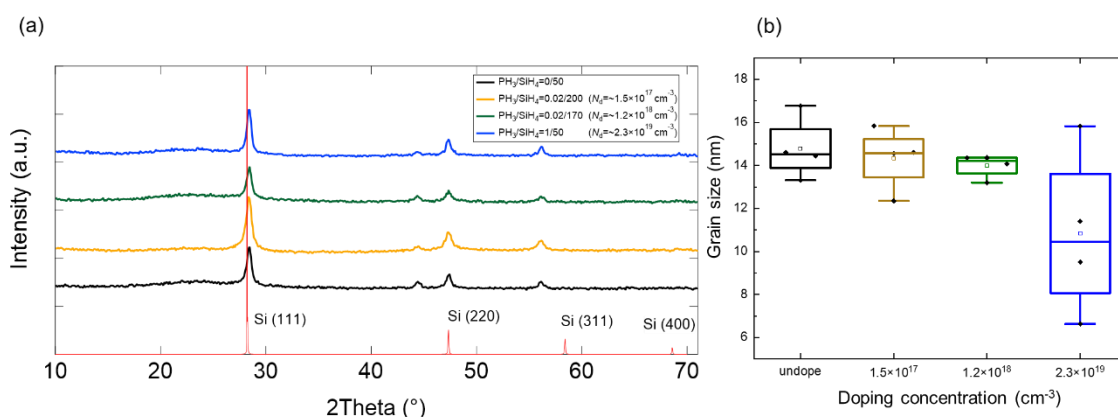 (a)
PH3/SiH4=0/50
PH3/SiH4=0.02/200 (Nd=~1.5×10^17 cm^-3)
PH3/SiH4=0.02/170 (Nd=~1.2×10^18 cm^-3)
PH3/SiH4=1/50 (Nd=~2.3×10^19 cm^-3)
Intensity (a.u.)
Si (111)
Si (220)
Si (311)
Si (400)
10 20 30 40 50 60 70
2Theta (°)
(b)
18
16
14
12
10
8
6
Grain size (nm)
undope 1.5×10^17 1.2×10^18 2.3×10^19
Doping concentration (cm^-3)